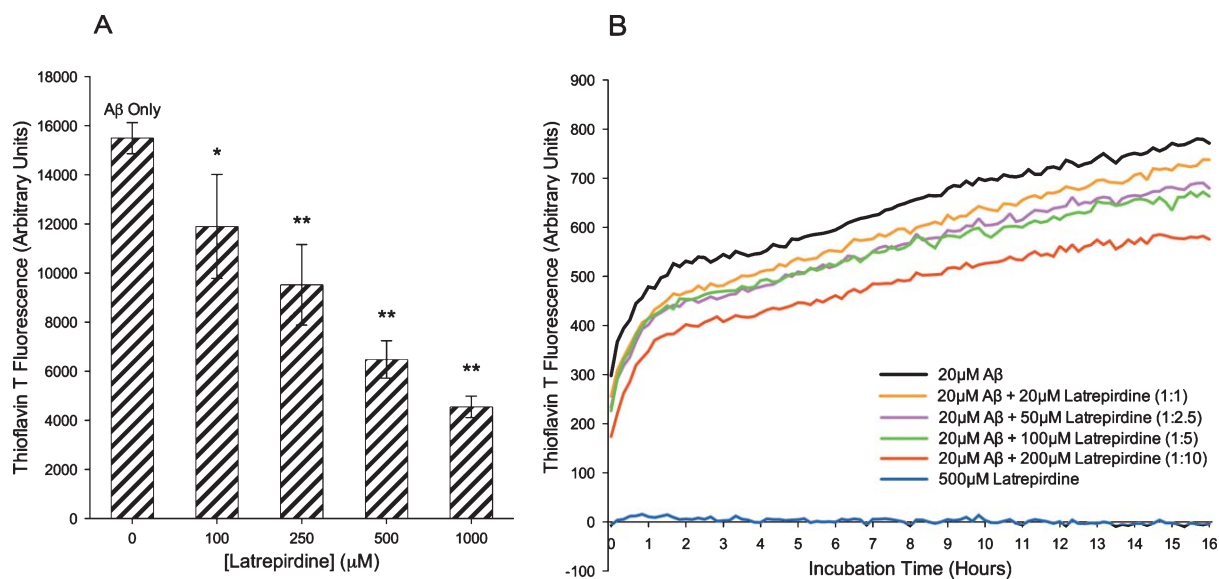 A
Thioflavin T Fluorescence (Arbitrary Units)
18000
16000
14000
12000
10000
8000
6000
4000
2000
0
Aβ Only
*
**
**
**
0 100 250 500 1000
[Latrepirdine] (μM)
B
Thioflavin T Fluorescence (Arbitrary Units)
900
800
700
600
500
400
300
200
100
0
-100
20μM Aβ
20μM Aβ + 20μM Latrepirdine (1:1)
20μM Aβ + 50μM Latrepirdine (1:2.5)
20μM Aβ + 100μM Latrepirdine (1:5)
20μM Aβ + 200μM Latrepirdine (1:10)
500μM Latrepirdine
0 1 2 3 4 5 6 7 8 9 10 11 12 13 14 15 16
Incubation Time (Hours)